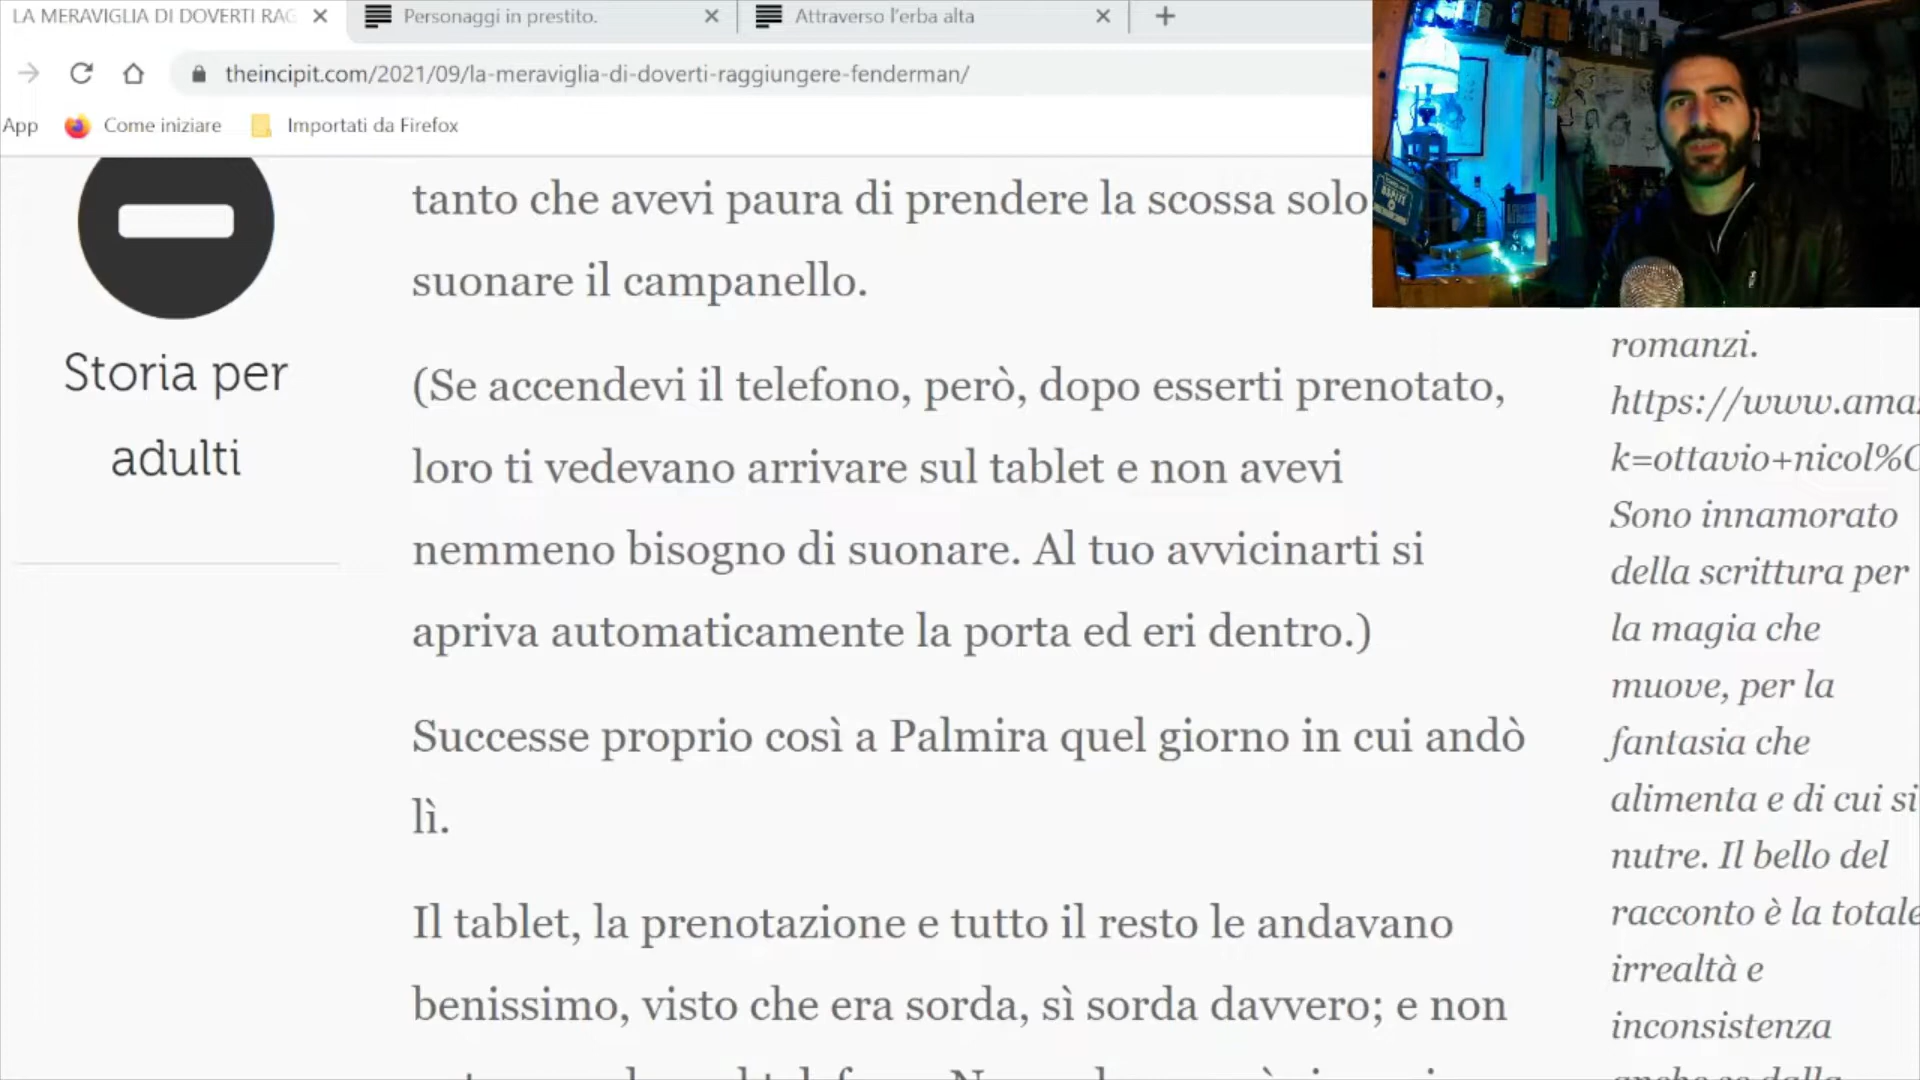 LA MERAVIGLIA DI DOVERTI RAG
Personaggi in prestito.
Attraverso l'erba alta
theincipit.com/2021/09/la-meraviglia-di-doverti-raggiungere-fenderman/
App
Come iniziare
Importati da Firefox
Storia per
adulti
tanto che avevi paura di prendere la scossa solo
suonare il campanello.
(Se accendevi il telefono, però, dopo esserti prenotato,
loro ti vedevano arrivare sul tablet e non avevi
nemmeno bisogno di suonare. Al tuo avvicinarti si
apriva automaticamente la porta ed eri dentro.)
Successe proprio così a Palmira quel giorno in cui andò
lì.
Il tablet, la prenotazione e tutto il resto le andavano
benissimo, visto che era sorda, sì sorda davvero; e non
romanzi.
https://www.ama
k=ottavio+nicol%C
Sono innamorato
della scrittura per
la magia che
muove, per la
fantasia che
alimenta e di cui si
nutre. Il bello del
racconto è la totale
irrealtà e
inconsistenza